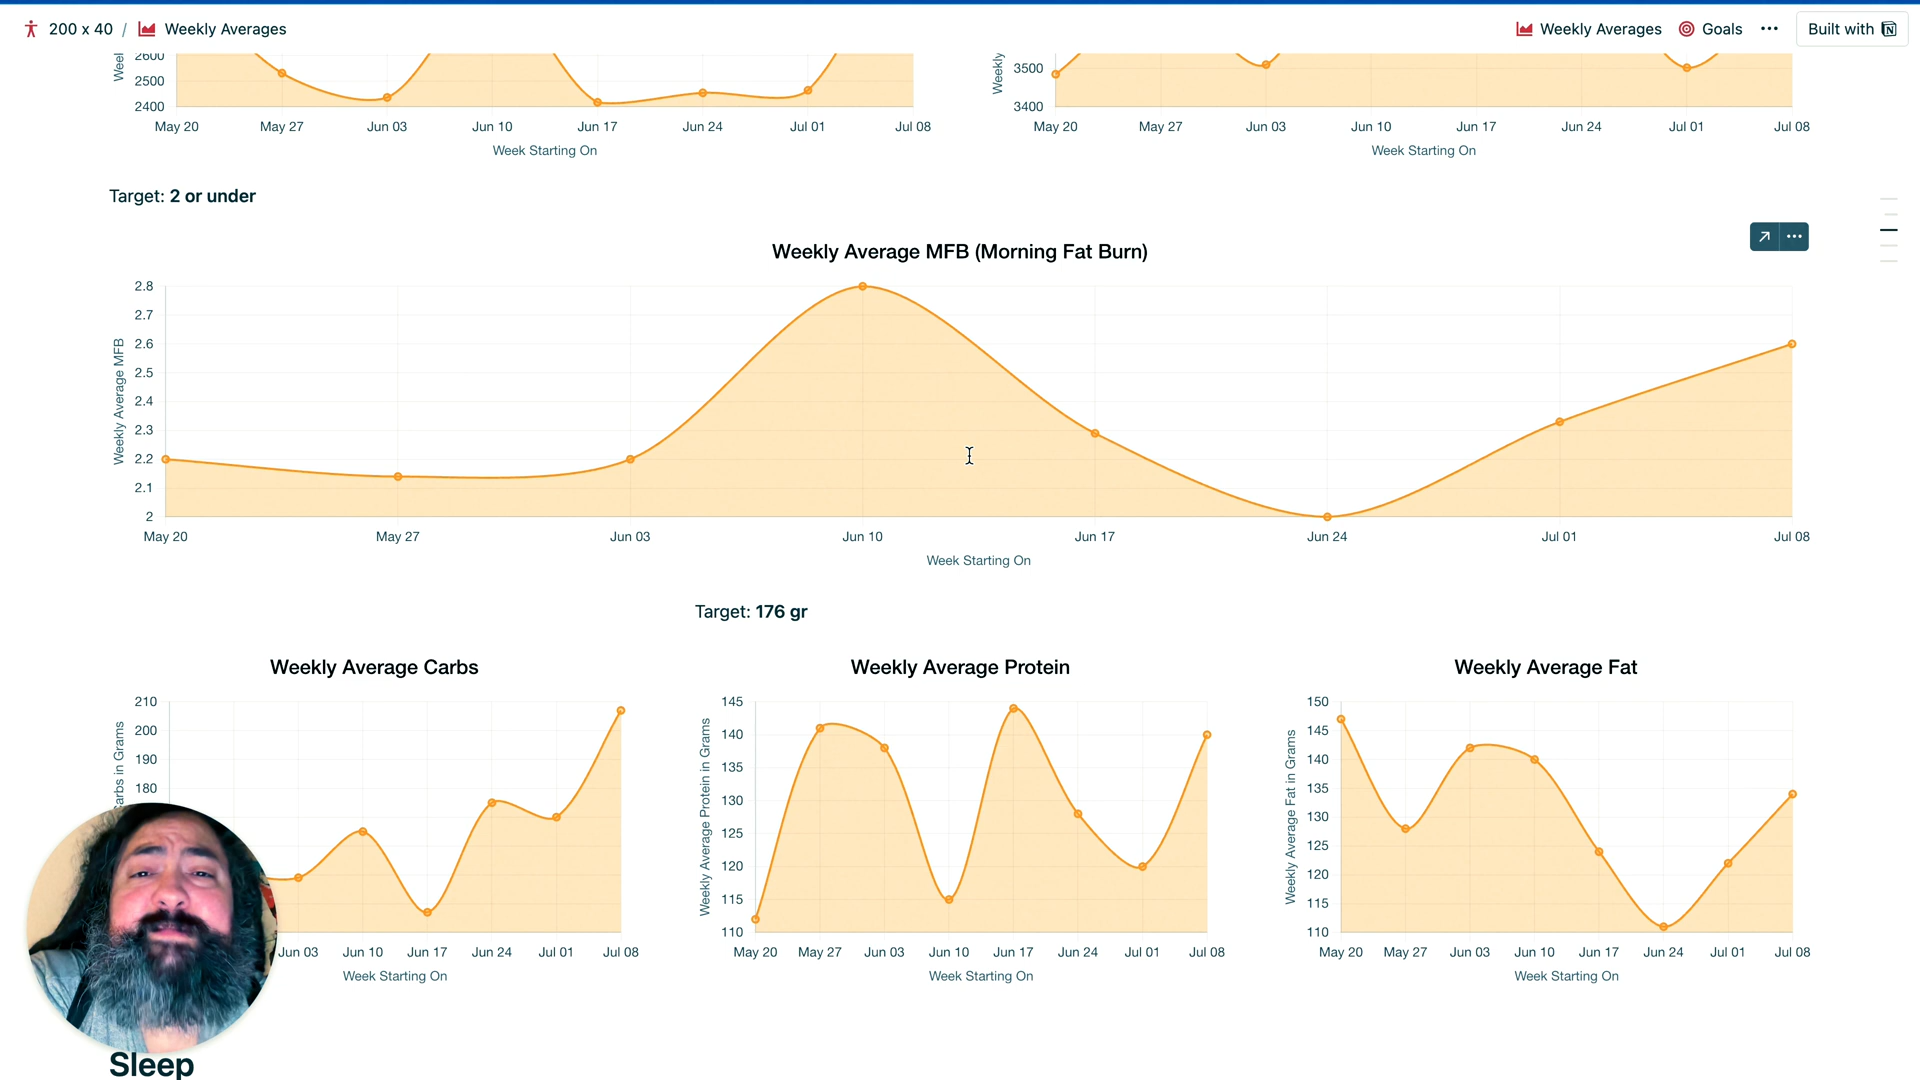 200 x 40 / Weekly Averages
Weekly Averages Goals ••• Built with
2600
2500
2400
May 20 May 27 Jun 03 Jun 10 Jun 17 Jun 24 Jul 01 Jul 08
Week Starting On
Weekly
3500
3400
May 20 May 27 Jun 03 Jun 10 Jun 17 Jun 24 Jul 01 Jul 08
Week Starting On
Target: 2 or under
Weekly Average MFB (Morning Fat Burn)
Weekly Average MFB
2.8
2.7
2.6
2.5
2.4
2.3
2.2
2.1
2
May 20 May 27 Jun 03 Jun 10 Jun 17 Jun 24 Jul 01 Jul 08
Week Starting On
Target: 176 gr
Weekly Average Carbs
Carbs in Grams
210
200
190
180
Jun 03 Jun 10 Jun 17 Jun 24 Jul 01 Jul 08
Week Starting On
Weekly Average Protein
Weekly Average Protein in Grams
145
140
135
130
125
120
115
110
May 20 May 27 Jun 03 Jun 10 Jun 17 Jun 24 Jul 01 Jul 08
Week Starting On
Weekly Average Fat
Weekly Average Fat in Grams
150
145
140
135
130
125
120
115
110
May 20 May 27 Jun 03 Jun 10 Jun 17 Jun 24 Jul 01 Jul 08
Week Starting On
Sleep